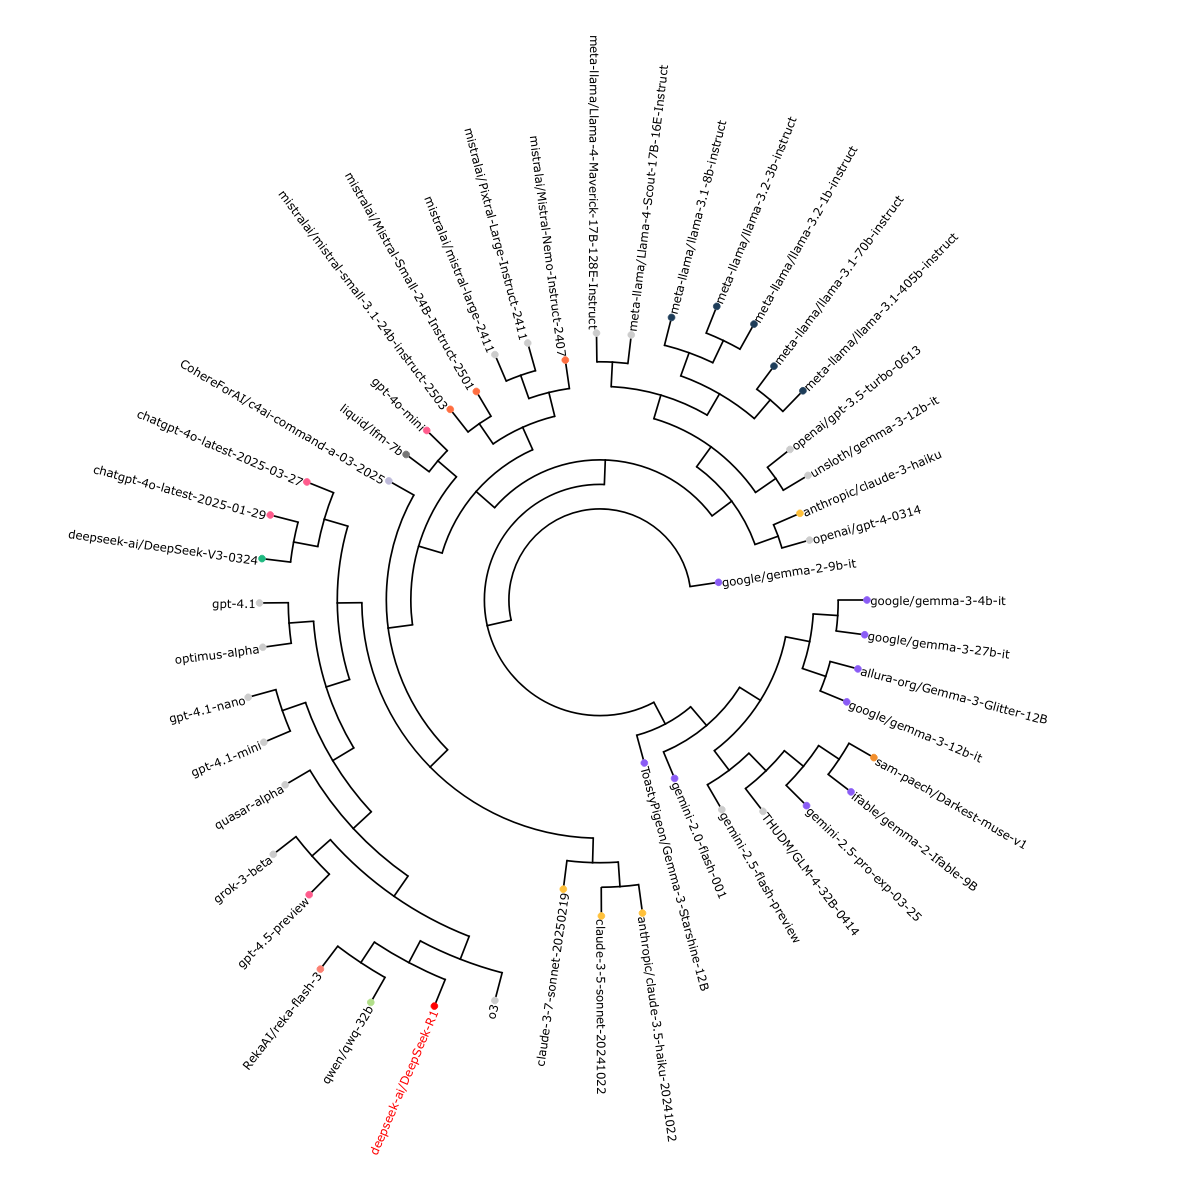 meta-llama/Llama-4-Maverick-17B-128E-Instruct
meta-llama/Llama-4-Scout-17B-16E-Instruct
meta-llama/llama-3.1-8b-instruct
meta-llama/llama-3.2-3b-instruct
meta-llama/llama-3.2-1b-instruct
meta-llama/llama-3.1-70b-instruct
meta-llama/llama-3.1-405b-instruct
openai/gpt-3.5-turbo-0613
unsloth/gemma-3-12b-it
anthropic/claude-3-haiku
openai/gpt-4-0314
google/gemma-2-9b-it
google/gemma-3-4b-it
google/gemma-3-27b-it
allura-org/Gemma-3-Glitter-12B
google/gemma-3-12b-it
sam-paech/Darkest-muse-v1
ifable/gemma-2-Ifable-9B
gemini-2.5-pro-exp-03-25
THUDM/GLM-4-32B-0414
gemini-2.5-flash-preview
gemini-2.0-flash-001
ToastyPigeon/Gemma-3-Starshine-12B
anthropic/claude-3.5-haiku-20241022
claude-3-5-sonnet-20241022
claude-3-7-sonnet-20250219
o3
deepseek-ai/DeepSeek-R1
qwen/qwq-32b
RekaAI/reka-flash-3
gpt-4.5-preview
grok-3-beta
quasar-alpha
gpt-4.1-mini
gpt-4.1-nano
optimus-alpha
gpt-4.1
deepseek-ai/DeepSeek-V3-0324
chatgpt-4o-latest-2025-01-29
chatgpt-4o-latest-2025-03-27
CohereForAI/c4ai-command-a-03-2025
liquid/lfm-7b
gpt-4o-mini
mistralai/mistral-small-3.1-24b-instruct-2503
mistralai/Mistral-Small-24B-Instruct-2501
mistralai/mistral-large-2411
mistralai/Pixtral-Large-Instruct-2411
mistralai/Mistral-Nemo-Instruct-2407